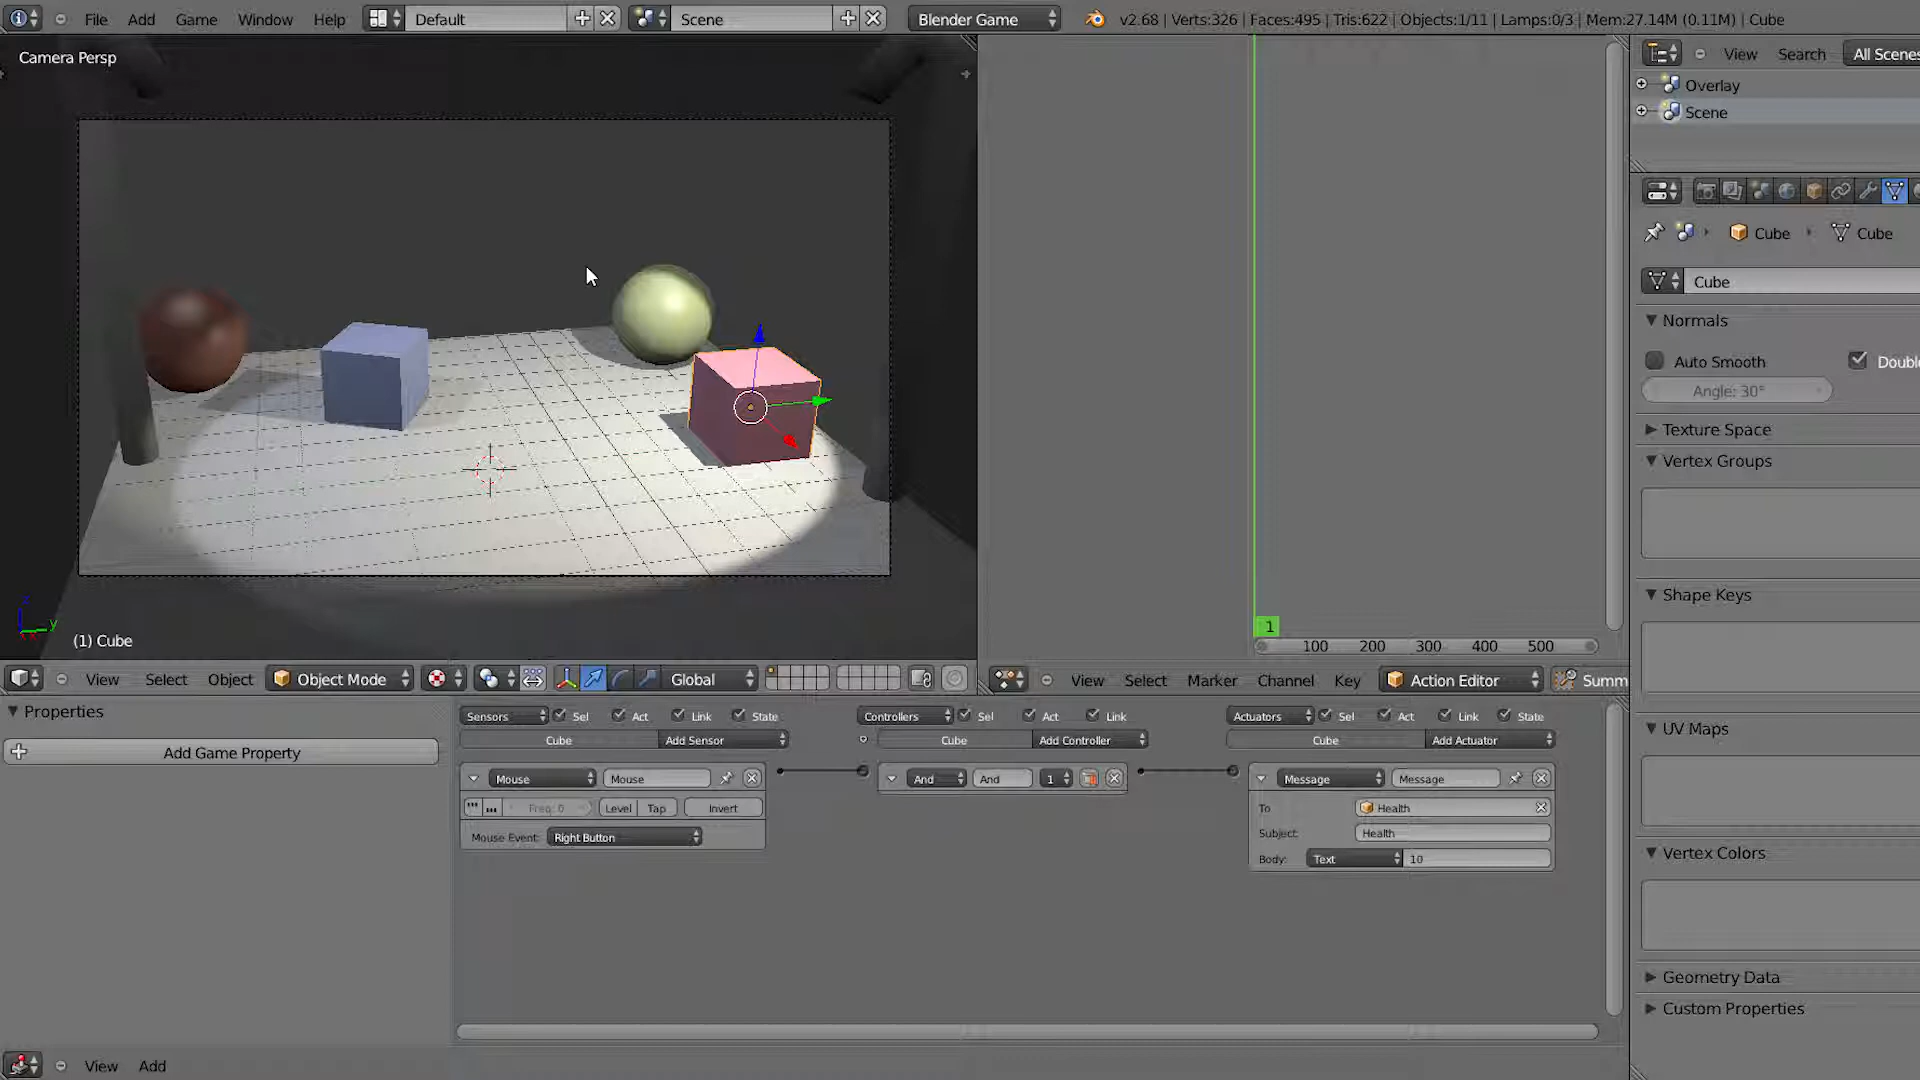 File Add Game Window Help Default Scene Blender Game v2.68 | Verts:326 | Faces:495 | Tris:622 | Objects:1/11 | Lamps:0/3 | Mem:27.14M (0.11M) | Cube
Camera Persp
View Search All Scenes
Overlay
Scene
Cube Cube
Cube
Normals
Auto Smooth Double
Angle: 30°
Texture Space
Vertex Groups
Shape Keys
UV Maps
Vertex Colors
Geometry Data
Custom Properties
z
y
(1) Cube
1
100 200 300 400 500
View Select Object Object Mode Global
View Select Marker Channel Key Action Editor Summ
Properties
Add Game Property
Sensors Sel Act Link State
Cube Add Sensor
Mouse Mouse
Freq: 0 Level Tap Invert
Mouse Event: Right Button
Controllers Sel Act Link
Cube Add Controller
And And 1
Actuators Sel Act Link State
Cube Add Actuator
Message Message
To Health
Subject: Health
Body: Text 10
View Add